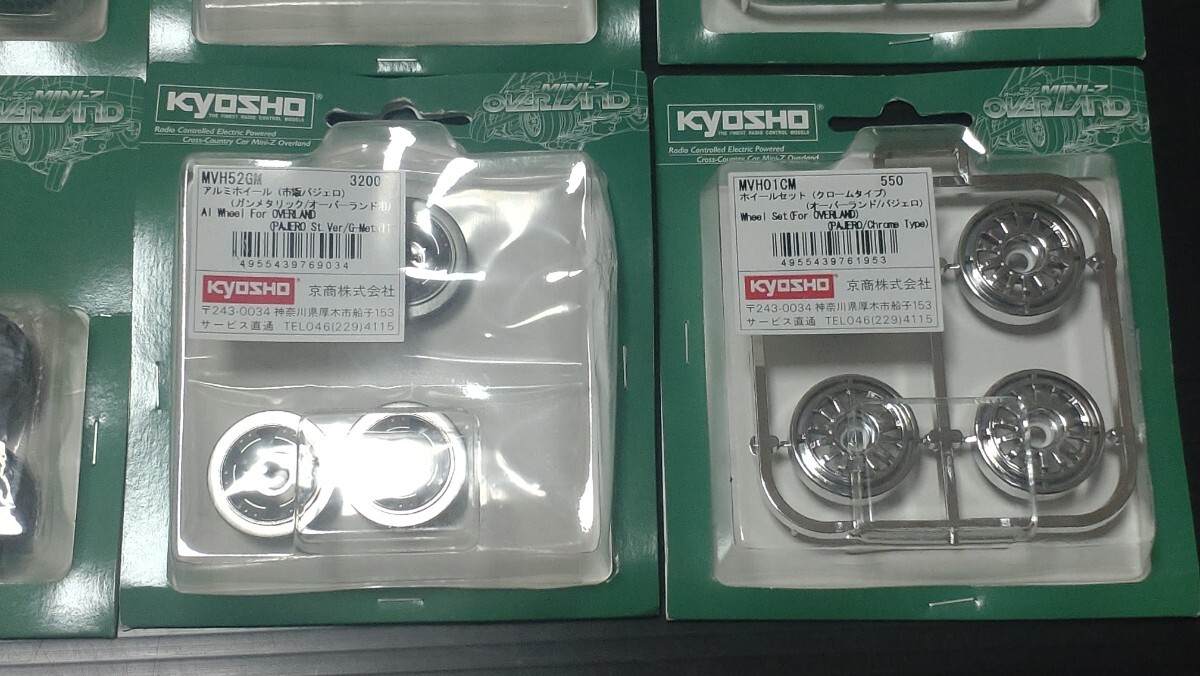 OVERLAND
KYOSHO
THE FINEST RADIO CONTROL MODELS
Radio Controlled Electric Powered
Cross-Country Car Mini-Z Overland
MINI-Z
OVERLAND
MVH52GM 3200
アルミホイール (市販パジェロ)
(ガンメタリック/オーバーランド用)
Al Wheel For OVERLAND
(PAJERO St.Ver/G-Metal)
4955439769034
KYOSHO 京商株式会社
〒243-0034 神奈川県厚木市船子153
サービス直通 TEL046(229)4115
KYOSHO
THE FINEST RADIO CONTROL MODELS
Radio Controlled Electric Powered
Cross-Country Car Mini-Z Overland
MINI-Z
OVERLAND
MVH01CM 550
ホイールセット (クロームタイプ)
(オーバーランド/パジェロ)
Wheel Set(For OVERLAND)
(PAJERO/Chrome Type)
4955439761953
KYOSHO 京商株式会社
〒243-0034 神奈川県厚木市船子153
サービス直通 TEL046(229)4115